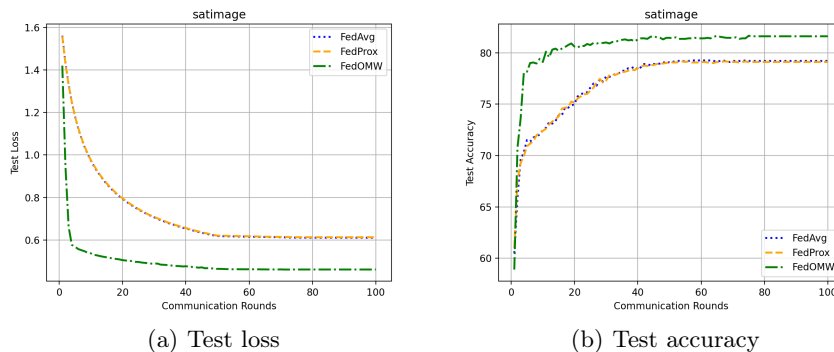 satimage
1.6
1.4
1.2
1.0
0.8
0.6
Test Loss
FedAvg
FedProx
FedOMW
0
20
40
60
80
100
Communication Rounds
(a) Test loss
satimage
80
75
70
65
60
Test Accuracy
FedAvg
FedProx
FedOMW
0
20
40
60
80
100
Communication Rounds
(b) Test accuracy